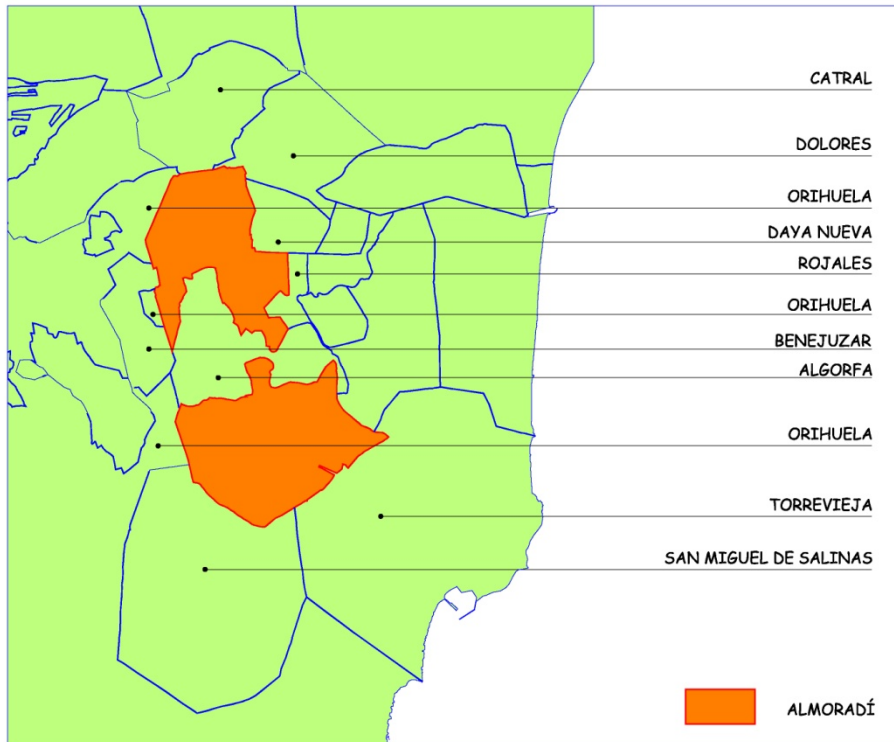 CATRAL
DOLORES
ORIHUELA
DAYA NUEVA
ROJALES
ORIHUELA
BENEJUZAR
ALGORFA
ORIHUELA
TORREVIEJA
SAN MIGUEL DE SALINAS
ALMORADÍ